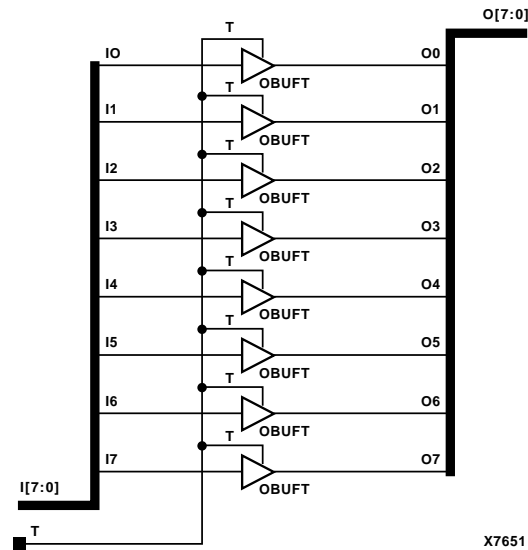 O[7:0]
T
IO O0
OBUFT
T
I1 O1
OBUFT
T
I2 O2
OBUFT
T
I3 O3
OBUFT
T
I4 O4
OBUFT
T
I5 O5
OBUFT
T
I6 O6
OBUFT
T
I7 O7
OBUFT
I[7:0]
T
X7651